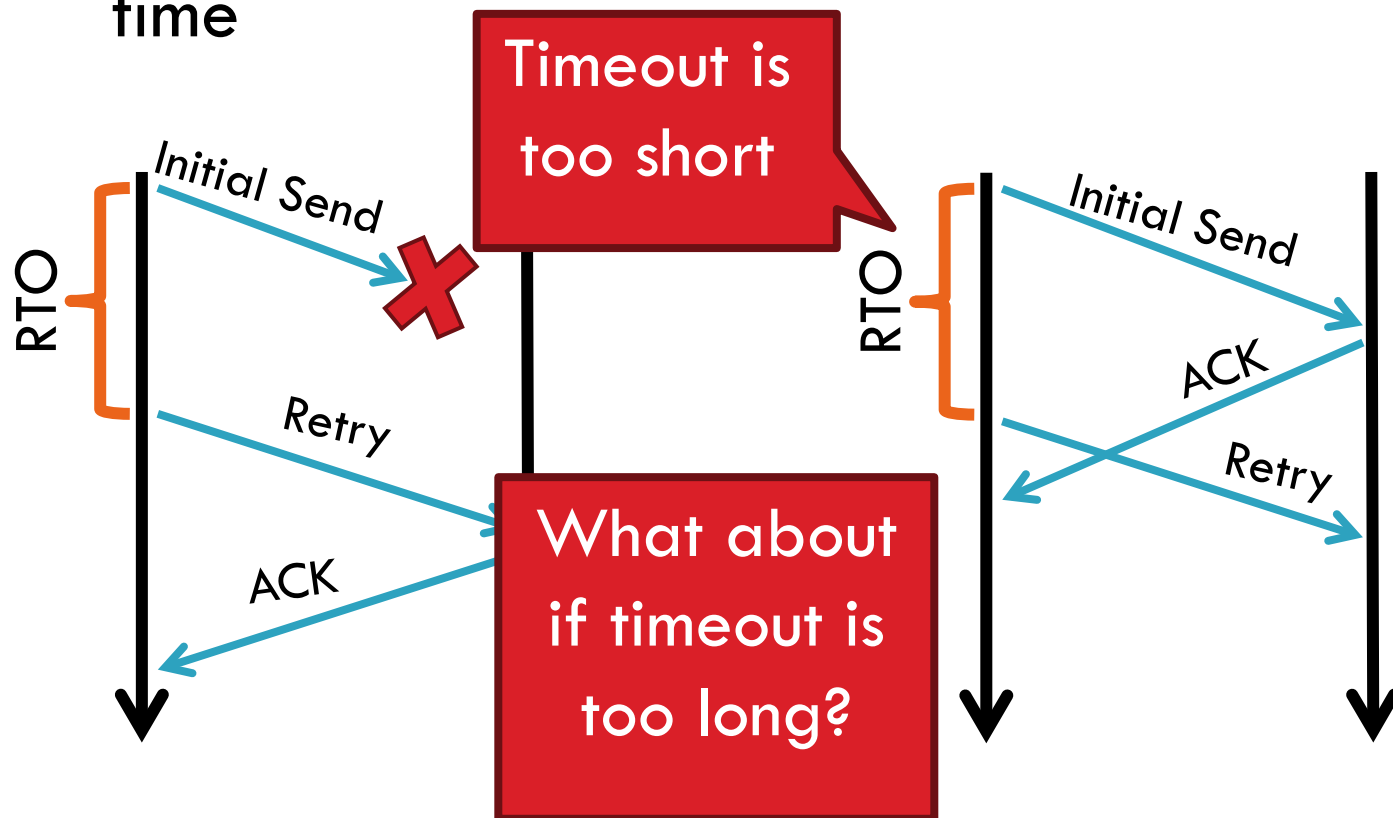 time
Timeout is
too short
Initial Send
RTO
Retry
ACK
What about
if timeout is
too long?
Initial Send
RTO
ACK
Retry